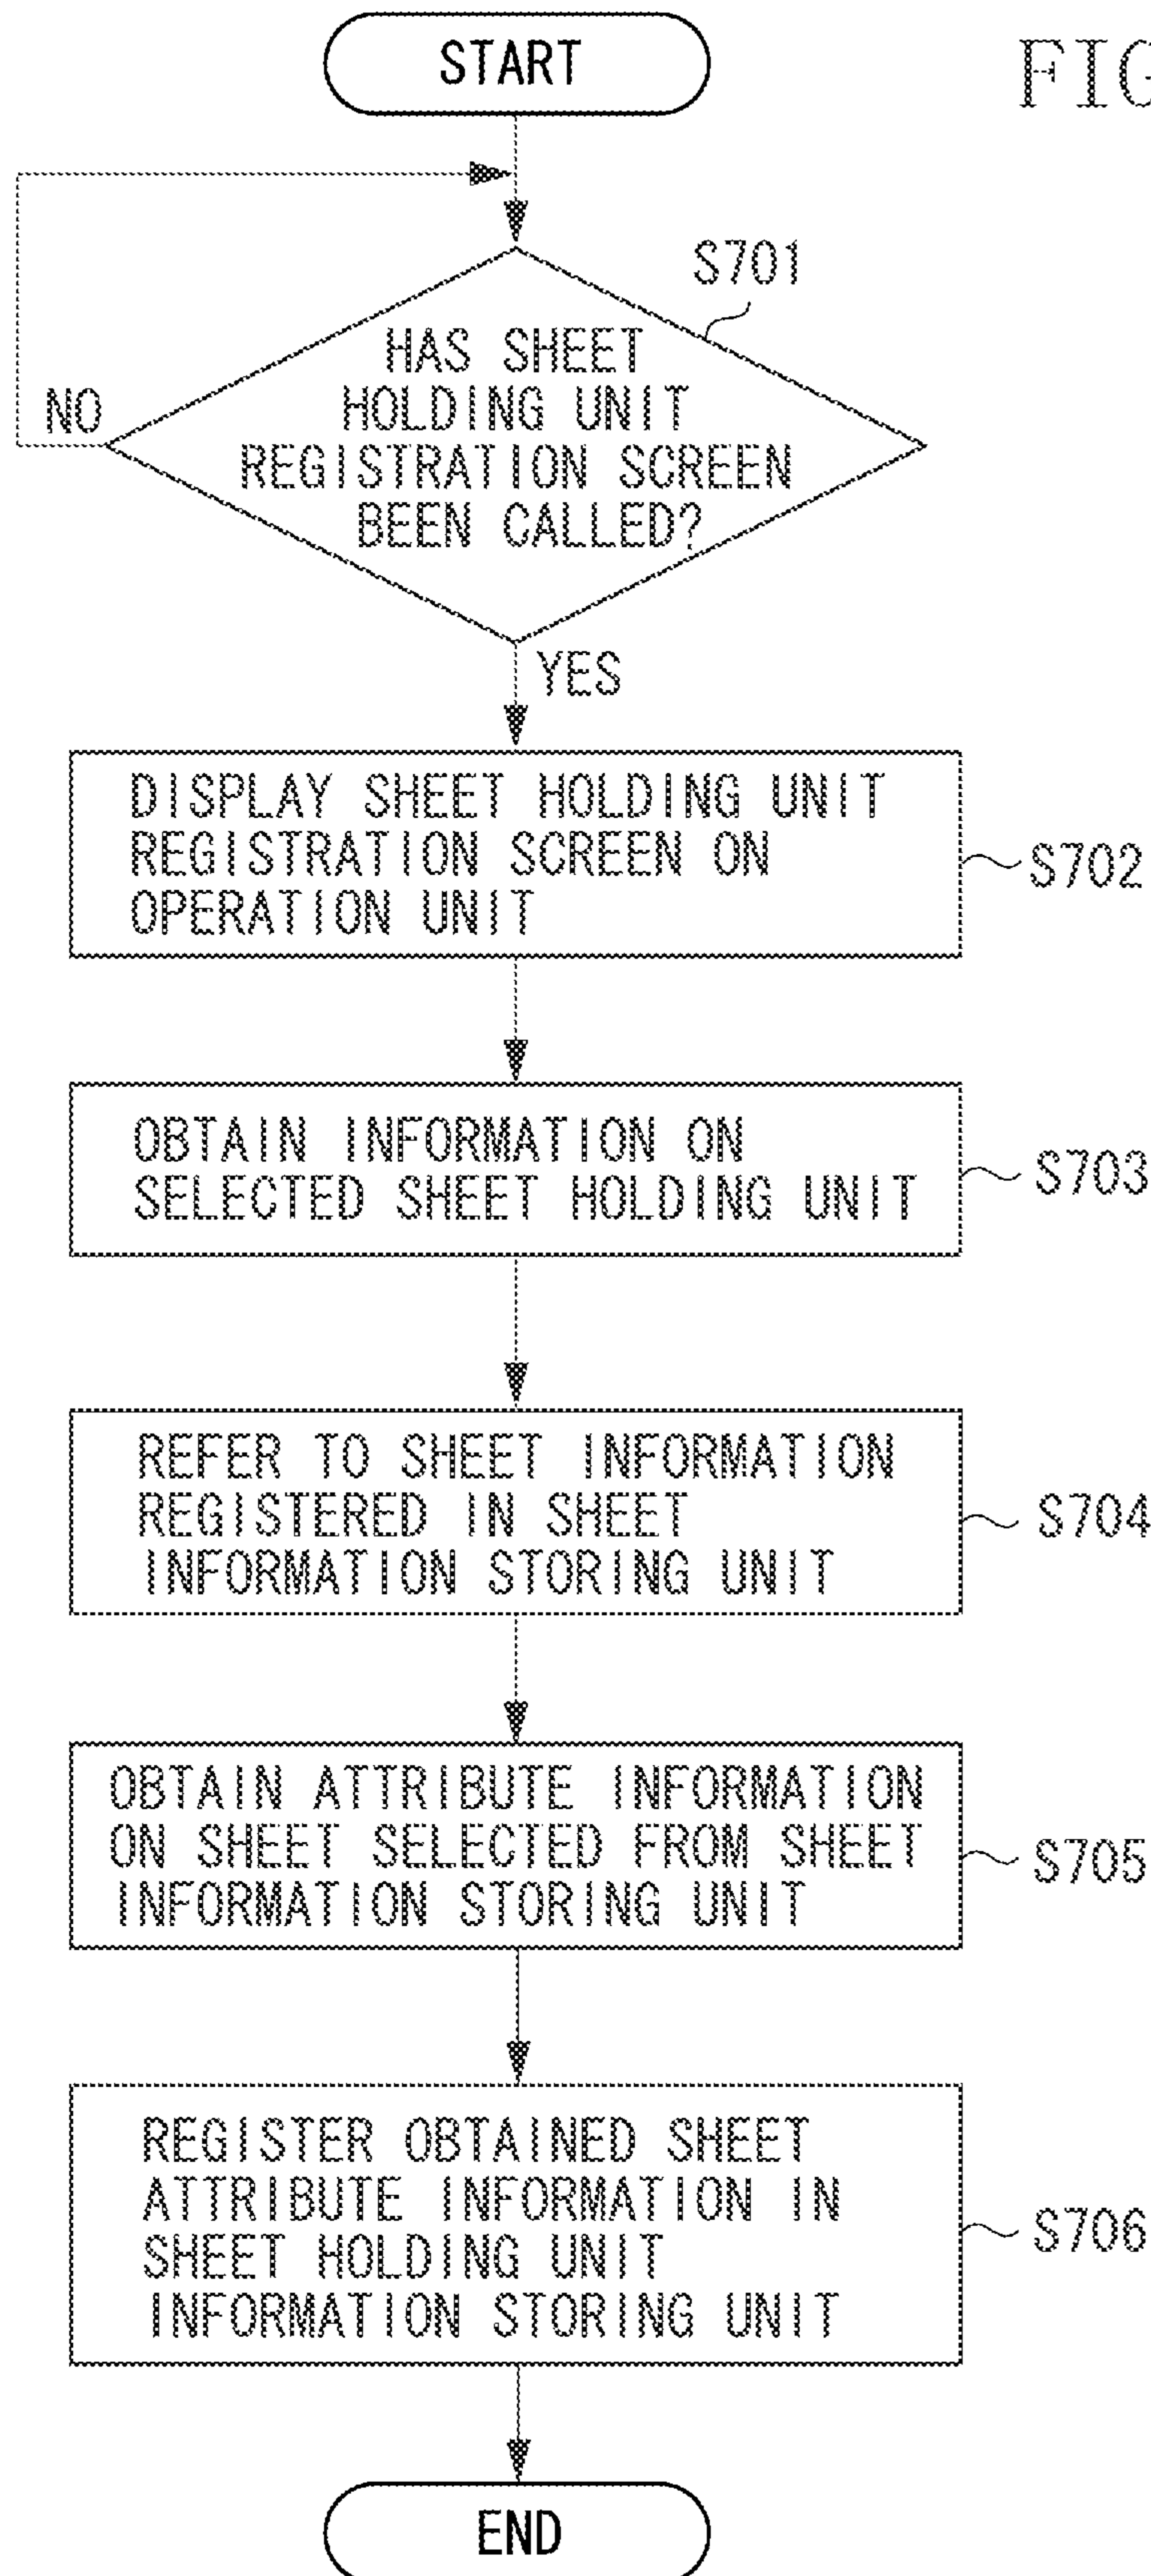 START
FIG
S701
HAS SHEET
HOLDING UNIT
REGISTRATION SCREEN
BEEN CALLED?
NO
YES
DISPLAY SHEET HOLDING UNIT
REGISTRATION SCREEN ON
OPERATION UNIT
S702
OBTAIN INFORMATION ON
SELECTED SHEET HOLDING UNIT
S703
REFER TO SHEET INFORMATION
REGISTERED IN SHEET
INFORMATION STORING UNIT
S704
OBTAIN ATTRIBUTE INFORMATION
ON SHEET SELECTED FROM SHEET
INFORMATION STORING UNIT
S705
REGISTER OBTAINED SHEET
ATTRIBUTE INFORMATION IN
SHEET HOLDING UNIT
INFORMATION STORING UNIT
S706
END